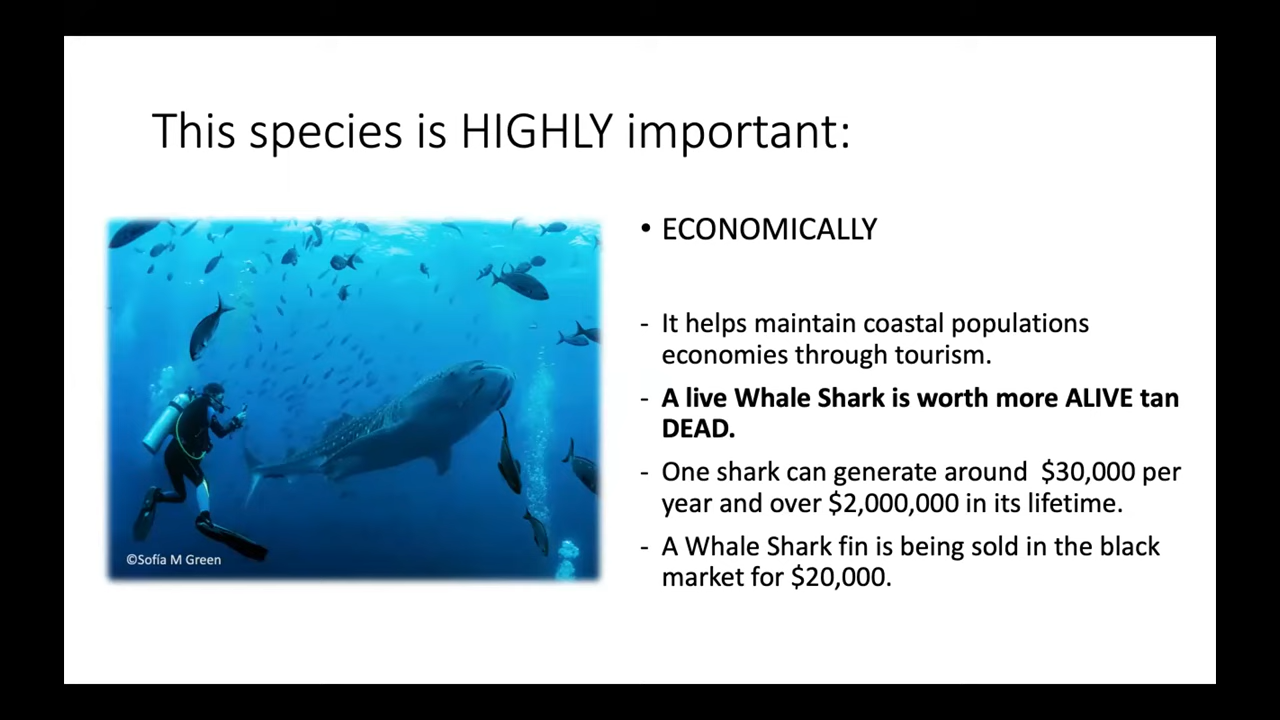 This species is HIGHLY important:
• ECONOMICALLY
- It helps maintain coastal populations
economies through tourism.
- A live Whale Shark is worth more ALIVE tan
DEAD.
- One shark can generate around $30,000 per
year and over $2,000,000 in its lifetime.
- A Whale Shark fin is being sold in the black
market for $20,000.
©Sofía M Green